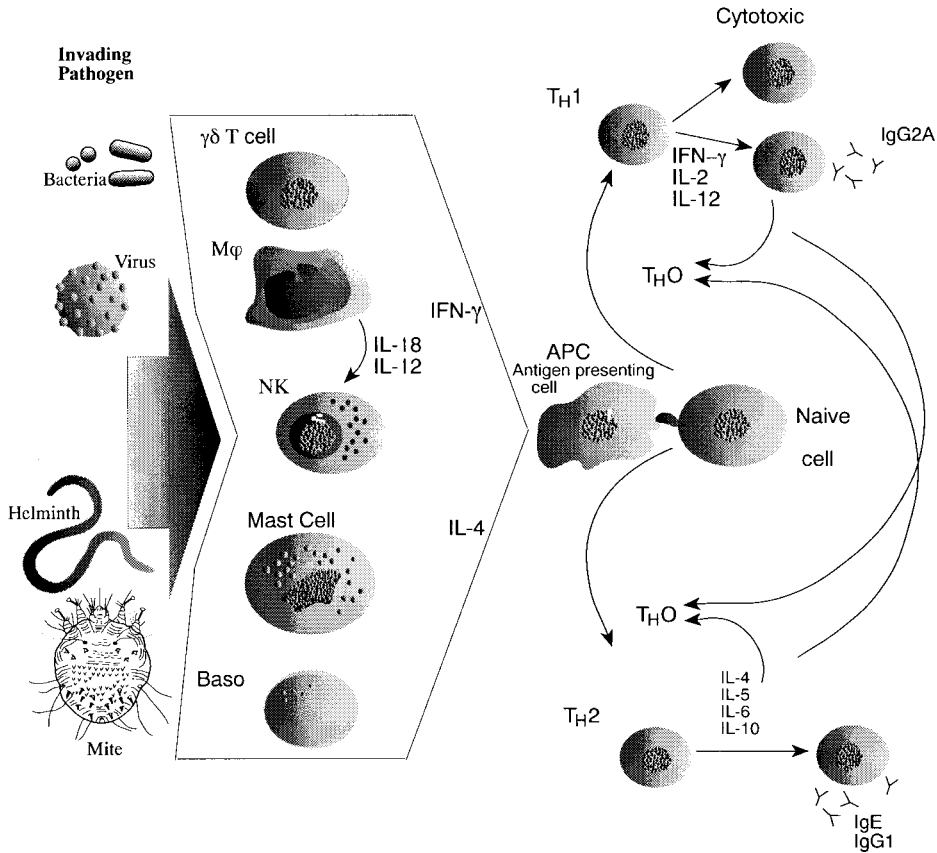 Invading
Pathogen
Bacteria
Virus
Helminth
Mite
γδ T cell
Mφ
IL-18
IL-12
NK
Mast Cell
Baso
IFN-γ
IL-4
APC
Antigen presenting
cell
Naive
cell
Cytotoxic
TH1
IFN-γ
IL-2
IL-12
IgG2A
THO
THO
IL-4
IL-5
IL-6
IL-10
TH2
IgE
IgG1